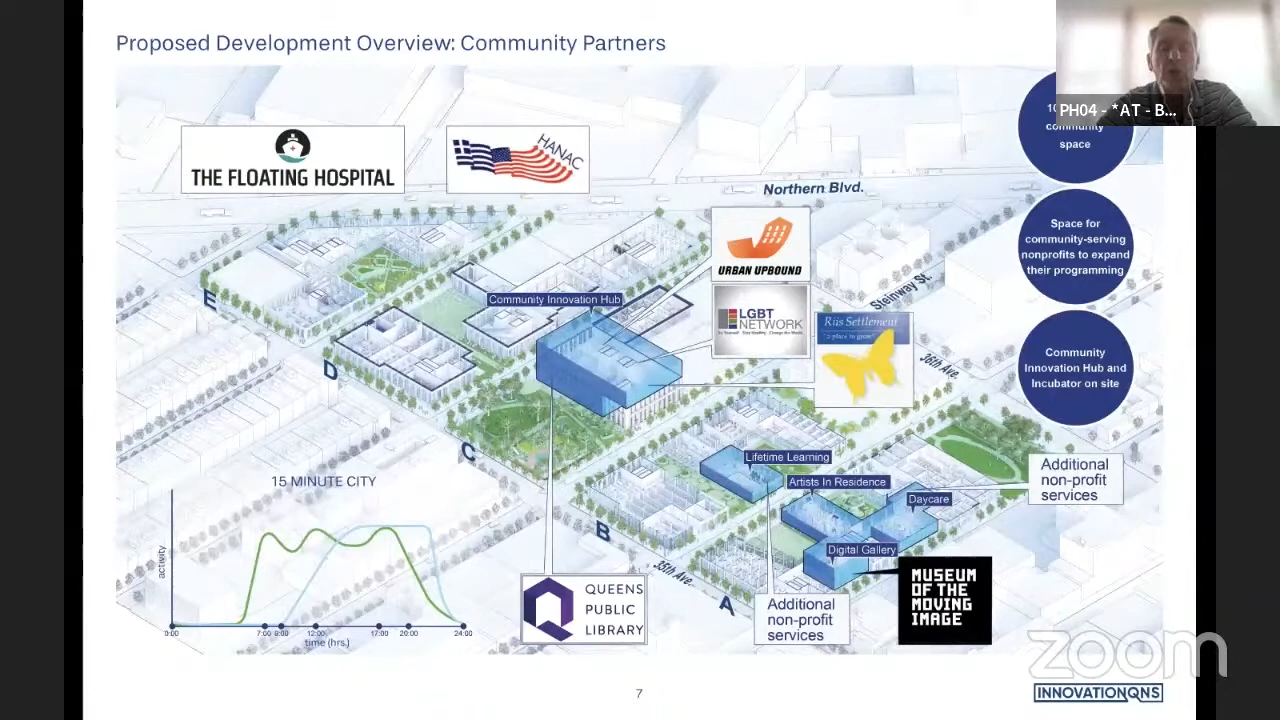 Proposed Development Overview: Community Partners
PH04 - *AT - B...
community
space
THE FLOATING HOSPITAL
HANAC
Northern Blvd.
URBAN UPBOUND
Space for
community-serving
nonprofits to expand
their programming
E
Community Innovation Hub
LGBT
NETWORK
Steinway St.
Riis Settlement
"a place to grow"
36th Ave.
D
Community
Innovation Hub and
Incubator on site
C
Lifetime Learning
Artists In Residence
Daycare
Additional
non-profit
services
15 MINUTE CITY
activity
B
Digital Gallery
35th Ave.
A
QUEENS
PUBLIC
LIBRARY
Additional
non-profit
services
MUSEUM
OF THE
MOVING
IMAGE
0:00
7:00
8:00
12:00
17:00
20:00
24:00
time (hrs.)
zoom
7
INNOVATIONQNS